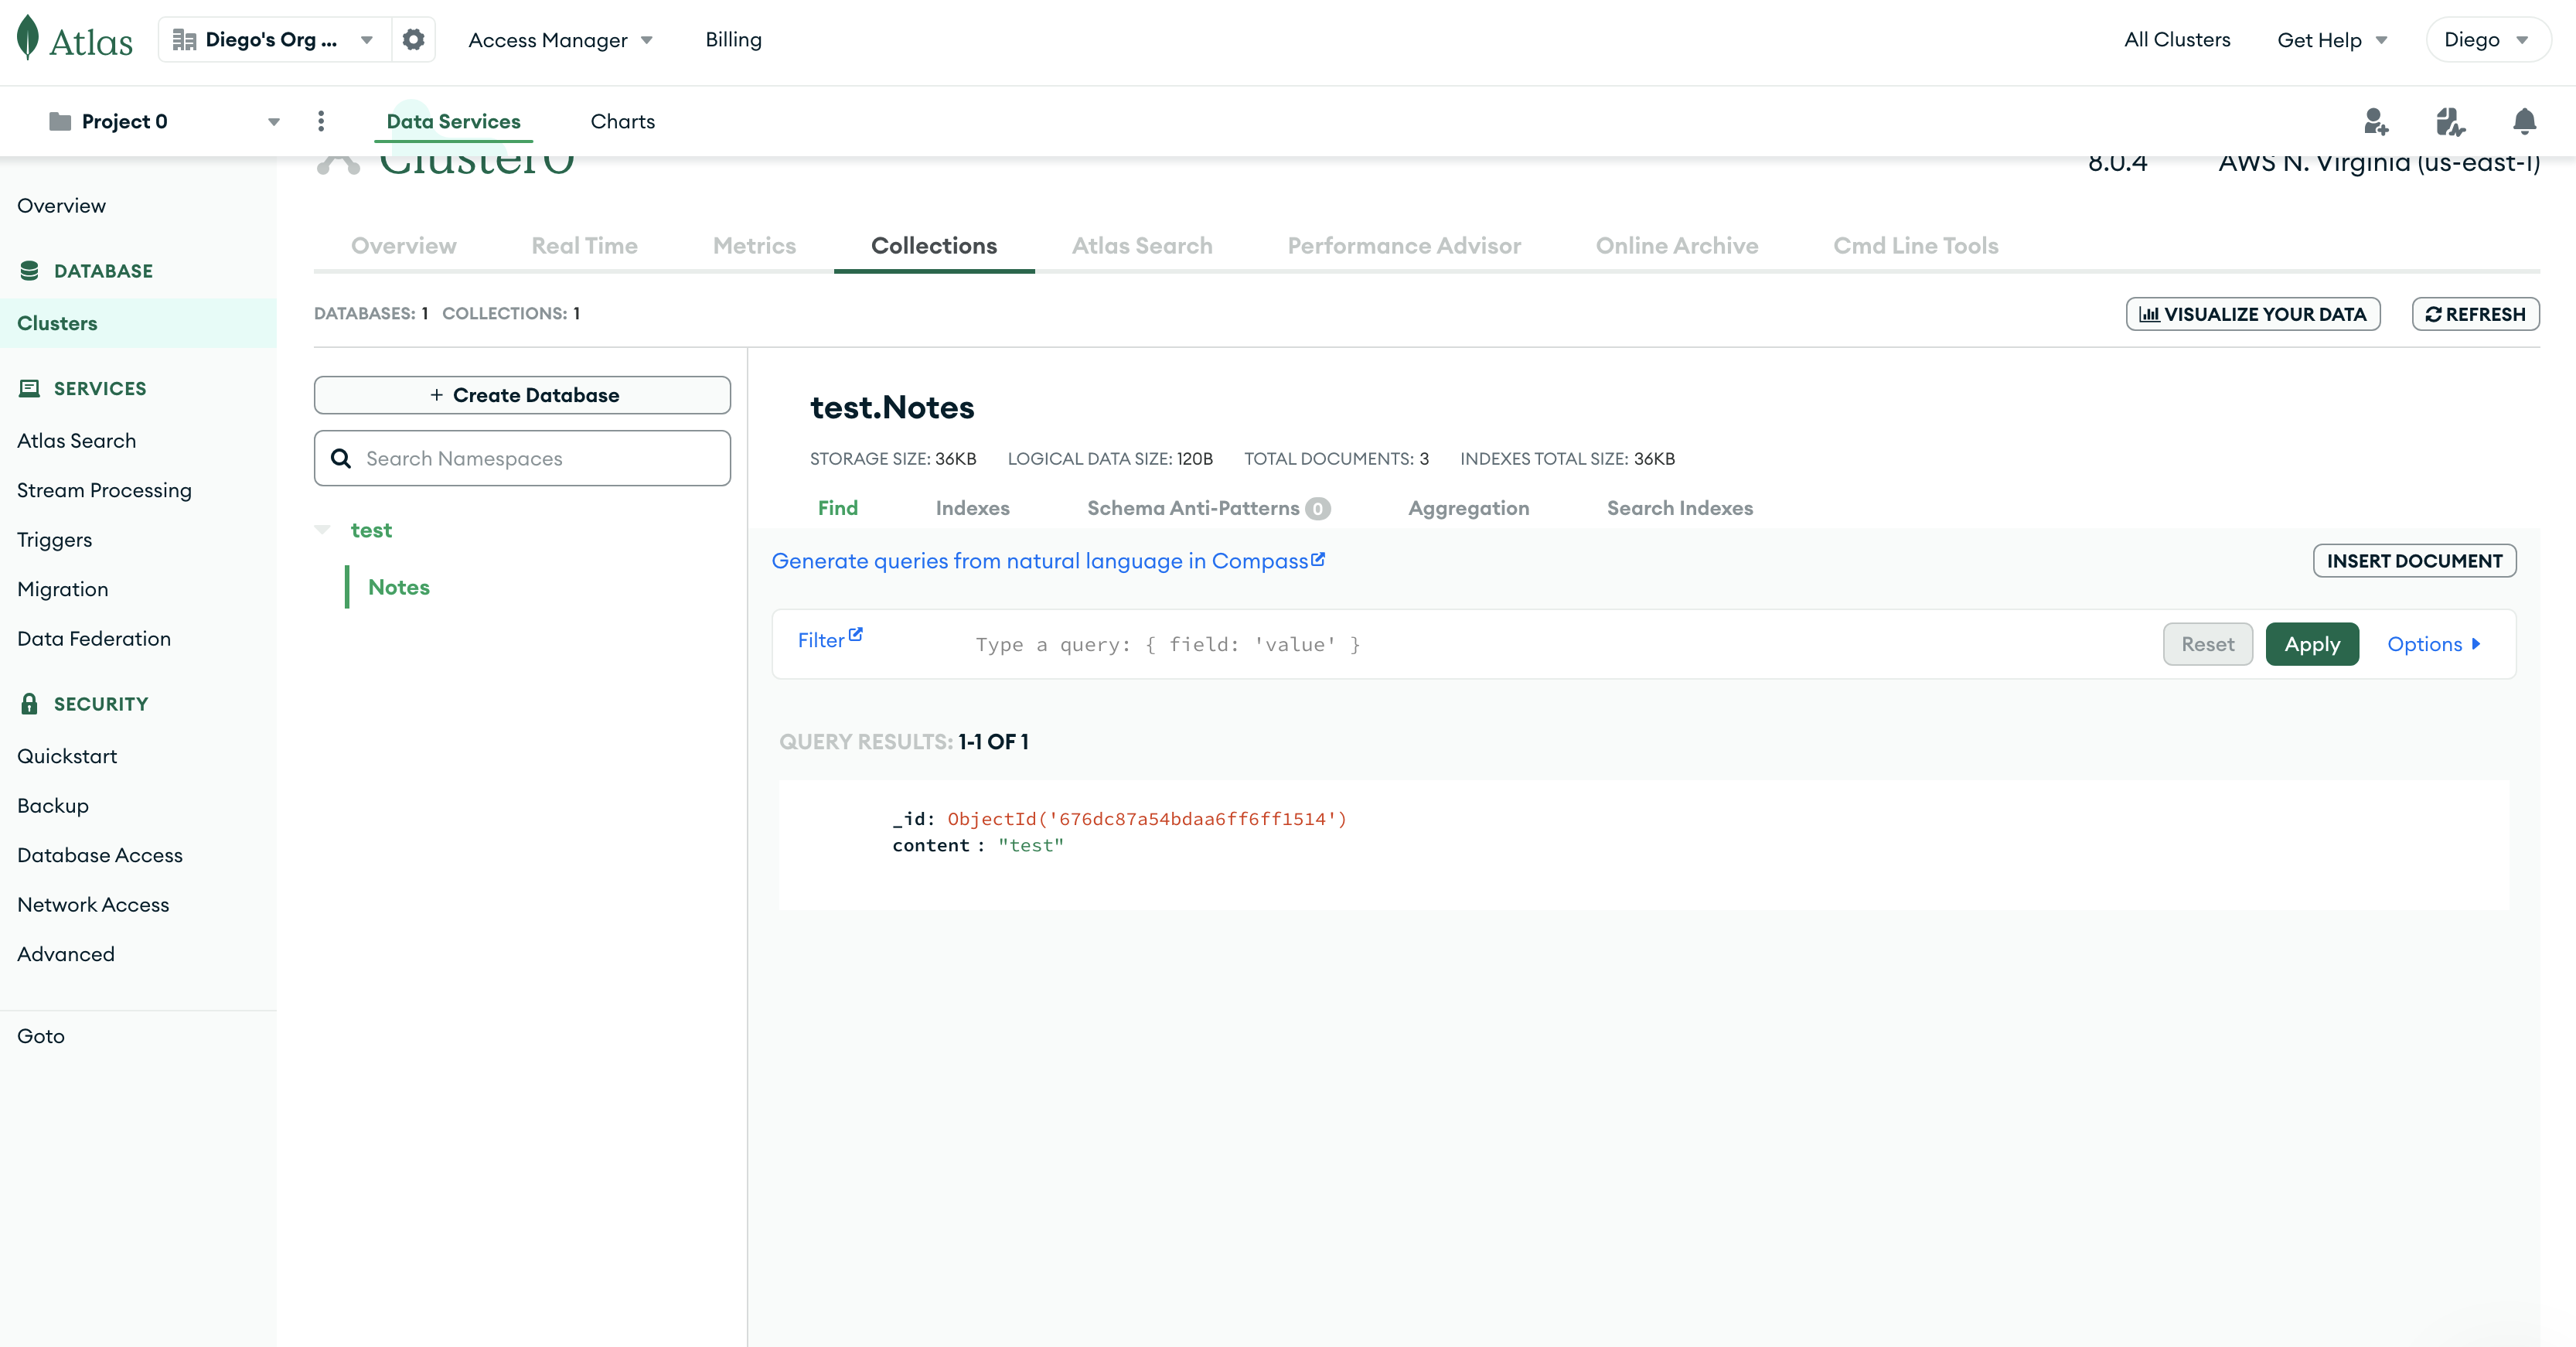 Atlas
Diego's Org ...
Access Manager
Billing
All Clusters
Get Help
Diego
Project 0
Data Services
Charts
Cluster0
8.0.4
AWS N. Virginia (us-east-1)
Overview
DATABASE
Clusters
SERVICES
Atlas Search
Stream Processing
Triggers
Migration
Data Federation
SECURITY
Quickstart
Backup
Database Access
Network Access
Advanced
Goto
Overview
Real Time
Metrics
Collections
Atlas Search
Performance Advisor
Online Archive
Cmd Line Tools
DATABASES: 1 COLLECTIONS: 1
VISUALIZE YOUR DATA
REFRESH
+ Create Database
Search Namespaces
test
Notes
test.Notes
STORAGE SIZE: 36KB LOGICAL DATA SIZE: 120B TOTAL DOCUMENTS: 3 INDEXES TOTAL SIZE: 36KB
Find
Indexes
Schema Anti-Patterns 0
Aggregation
Search Indexes
Generate queries from natural language in Compass
INSERT DOCUMENT
Filter
Type a query: { field: 'value' }
Reset
Apply
Options
QUERY RESULTS: 1-1 OF 1
_id: ObjectId('676dc87a54bdaa6ff6ff1514')
content : "test"